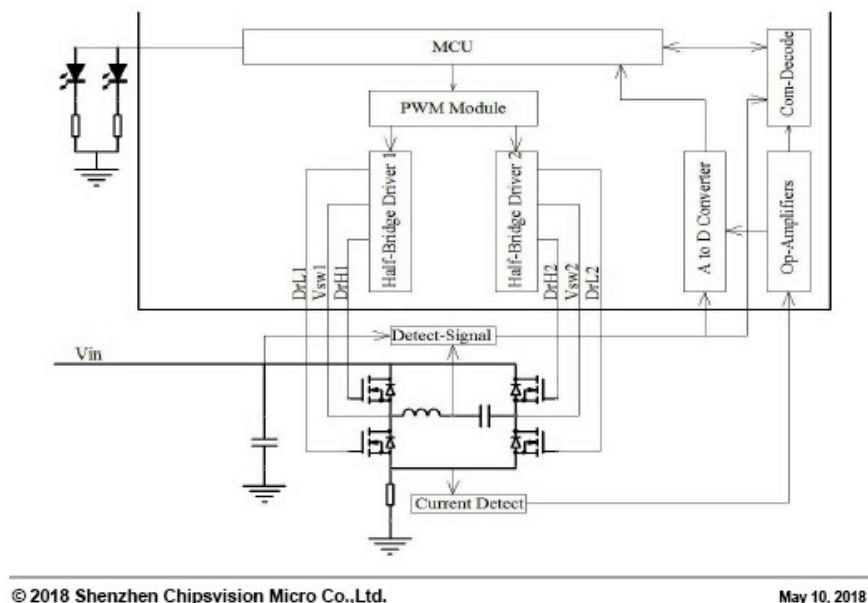 MCU
Com-Decode
PWM Module
Half-Bridge Driver 1
Half-Bridge Driver 2
A to D Converter
Op-Amplifiers
DrL1
Vsw1
DrH1
DrH2
Vsw2
DrL2
Detect-Signal
Vin
Current Detect
© 2018 Shenzhen Chipsvision Micro Co.,Ltd.
May 10, 2018